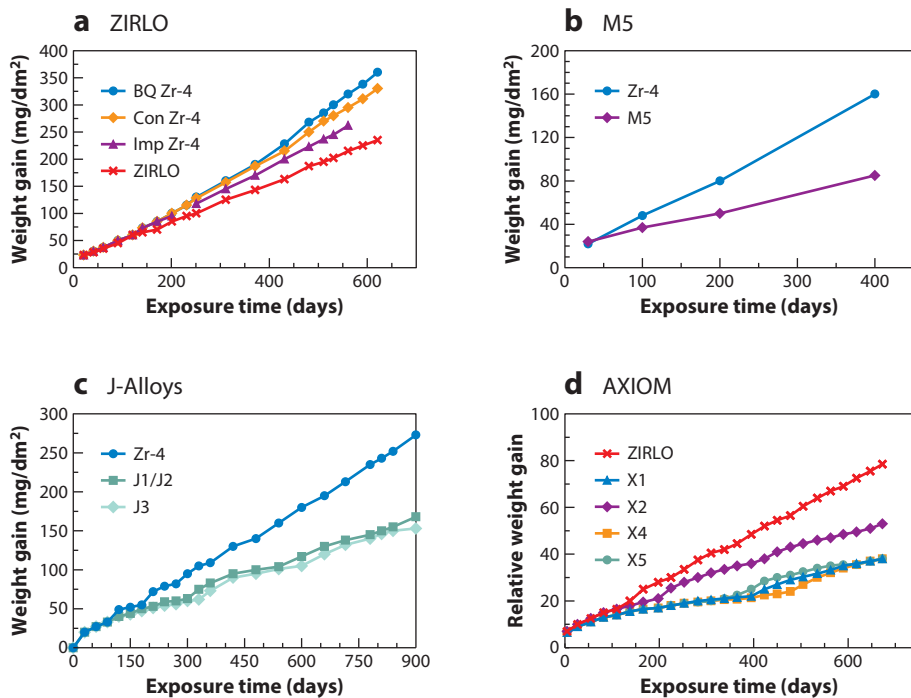 a ZIRLO
Weight gain (mg/dm²)
400
350
300
250
200
150
100
50
0
BQ Zr-4
Con Zr-4
Imp Zr-4
ZIRLO
0 200 400 600
Exposure time (days)
b M5
Weight gain (mg/dm²)
200
160
120
80
40
0
Zr-4
M5
0 100 200 300 400
Exposure time (days)
c J-Alloys
Weight gain (mg/dm²)
300
250
200
150
100
50
0
Zr-4
J1/J2
J3
0 150 300 450 600 750 900
Exposure time (days)
d AXIOM
Relative weight gain
100
80
60
40
20
0
ZIRLO
X1
X2
X4
X5
0 200 400 600
Exposure time (days)